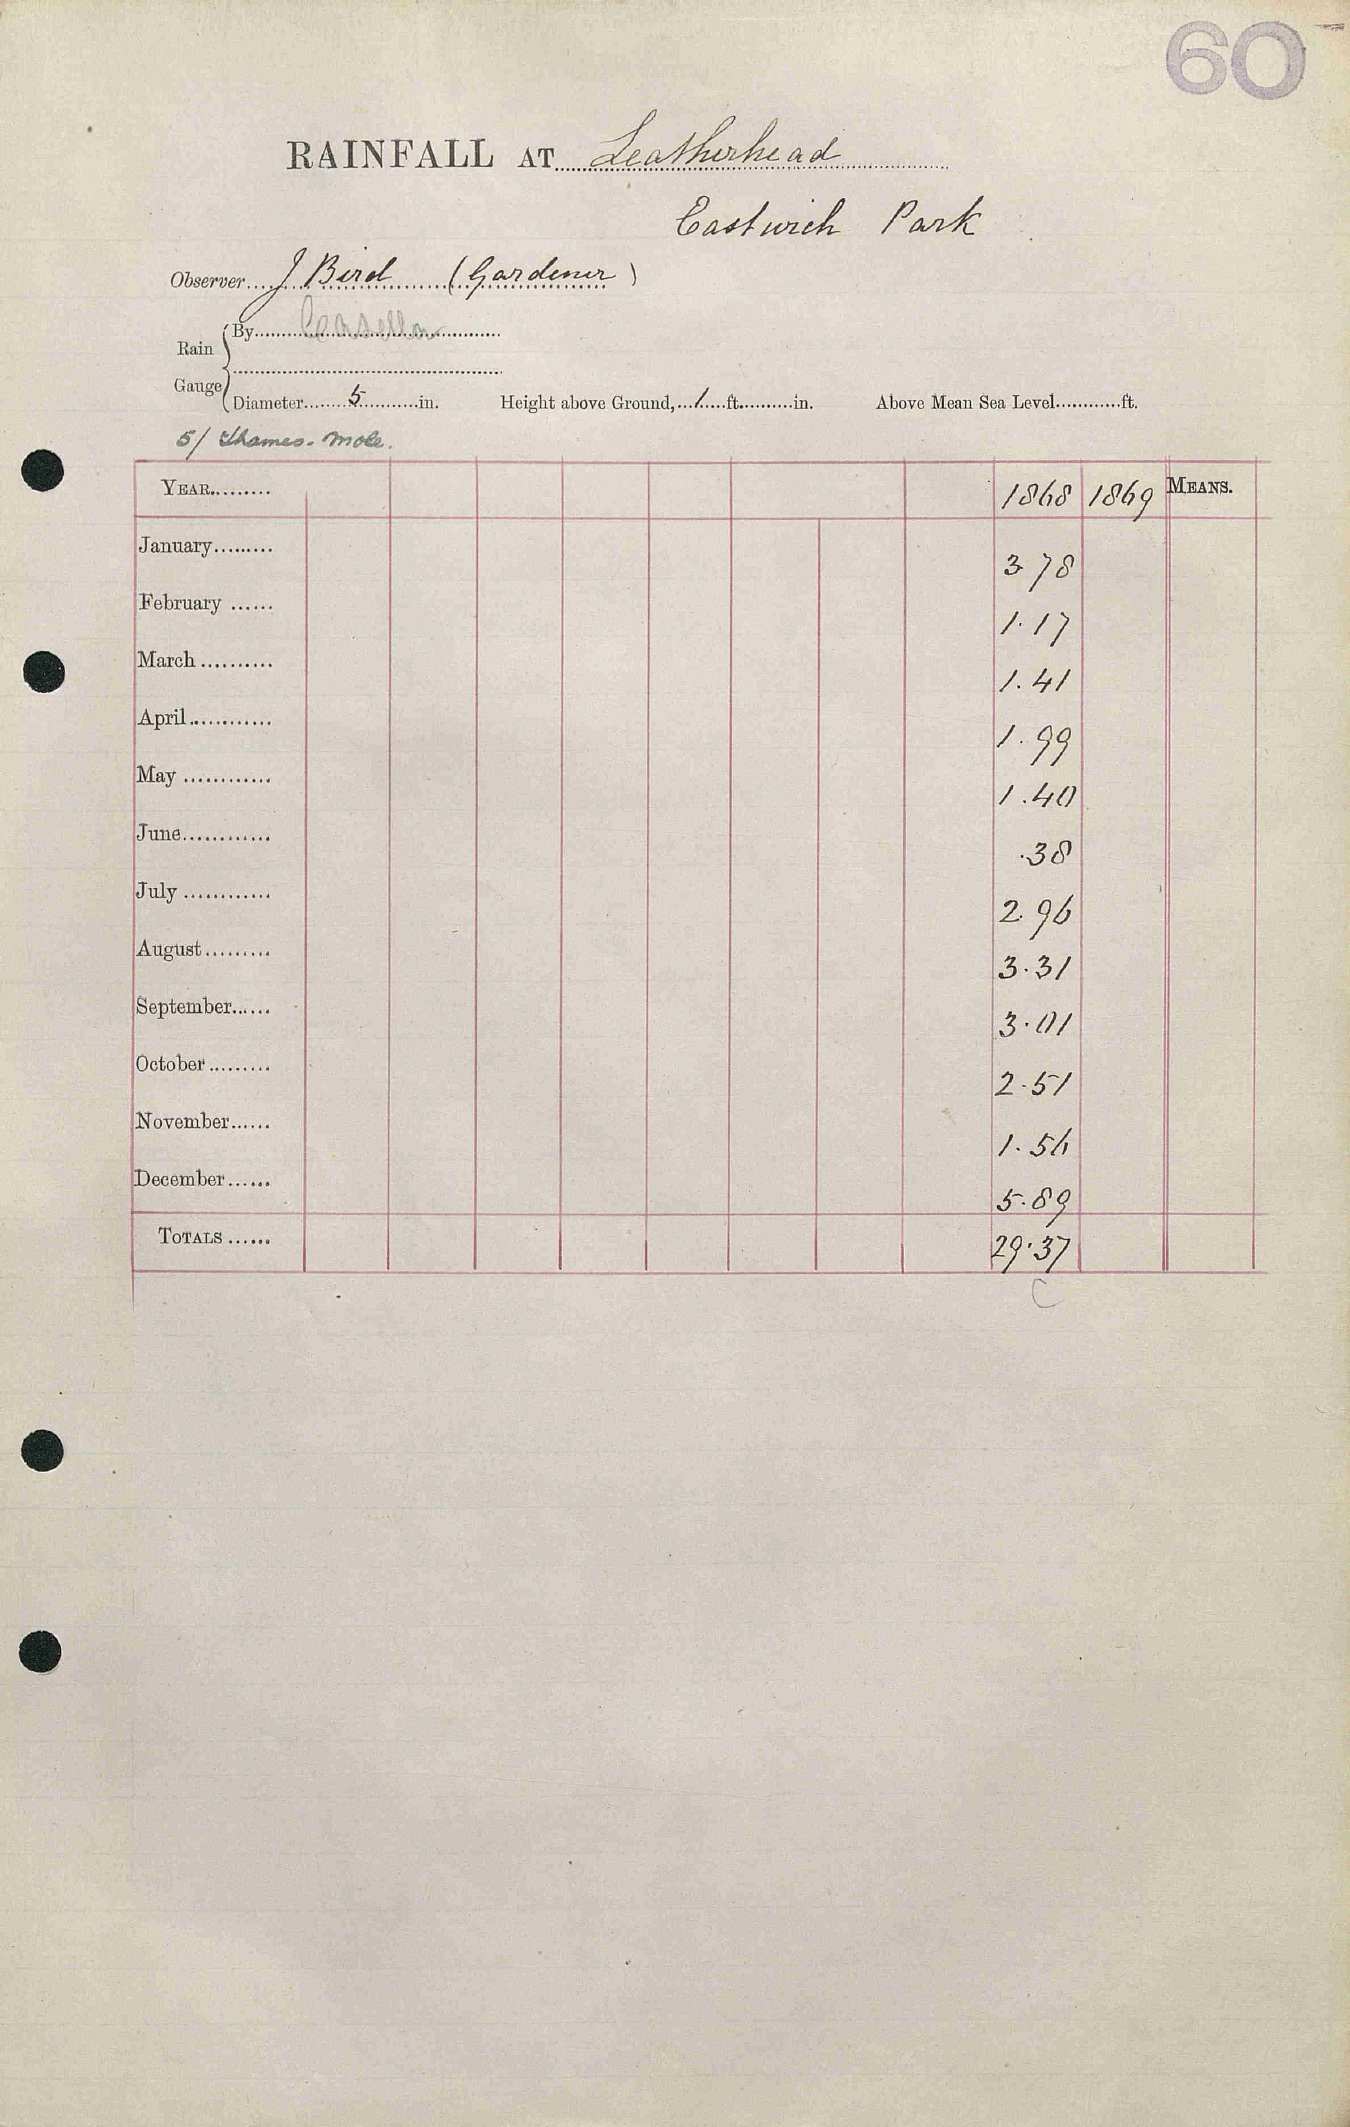 60
RAINFALL AT Leatherhead
Eastwich Park
Observer J Bird (Gardener)
Rain Gauge
By Casella
Diameter 5 in. Height above Ground, 1 ft. in. Above Mean Sea Level ft.
5/ Thames-Mole.
YEAR 1868 1869 MEANS.
January 3.78
February 1.17
March 1.41
April 1.99
May 1.40
June .38
July 2.96
August 3.31
September 3.01
October 2.51
November 1.56
December 5.89
TOTALS 29.37
C